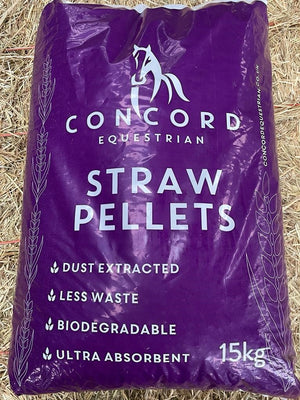 CONCORD
EQUESTRIAN
CONCORDEQUESTRIAN.CO.UK
STRAW
PELLETS
DUST EXTRACTED
LESS WASTE
BIODEGRADABLE
ULTRA ABSORBENT
15kg